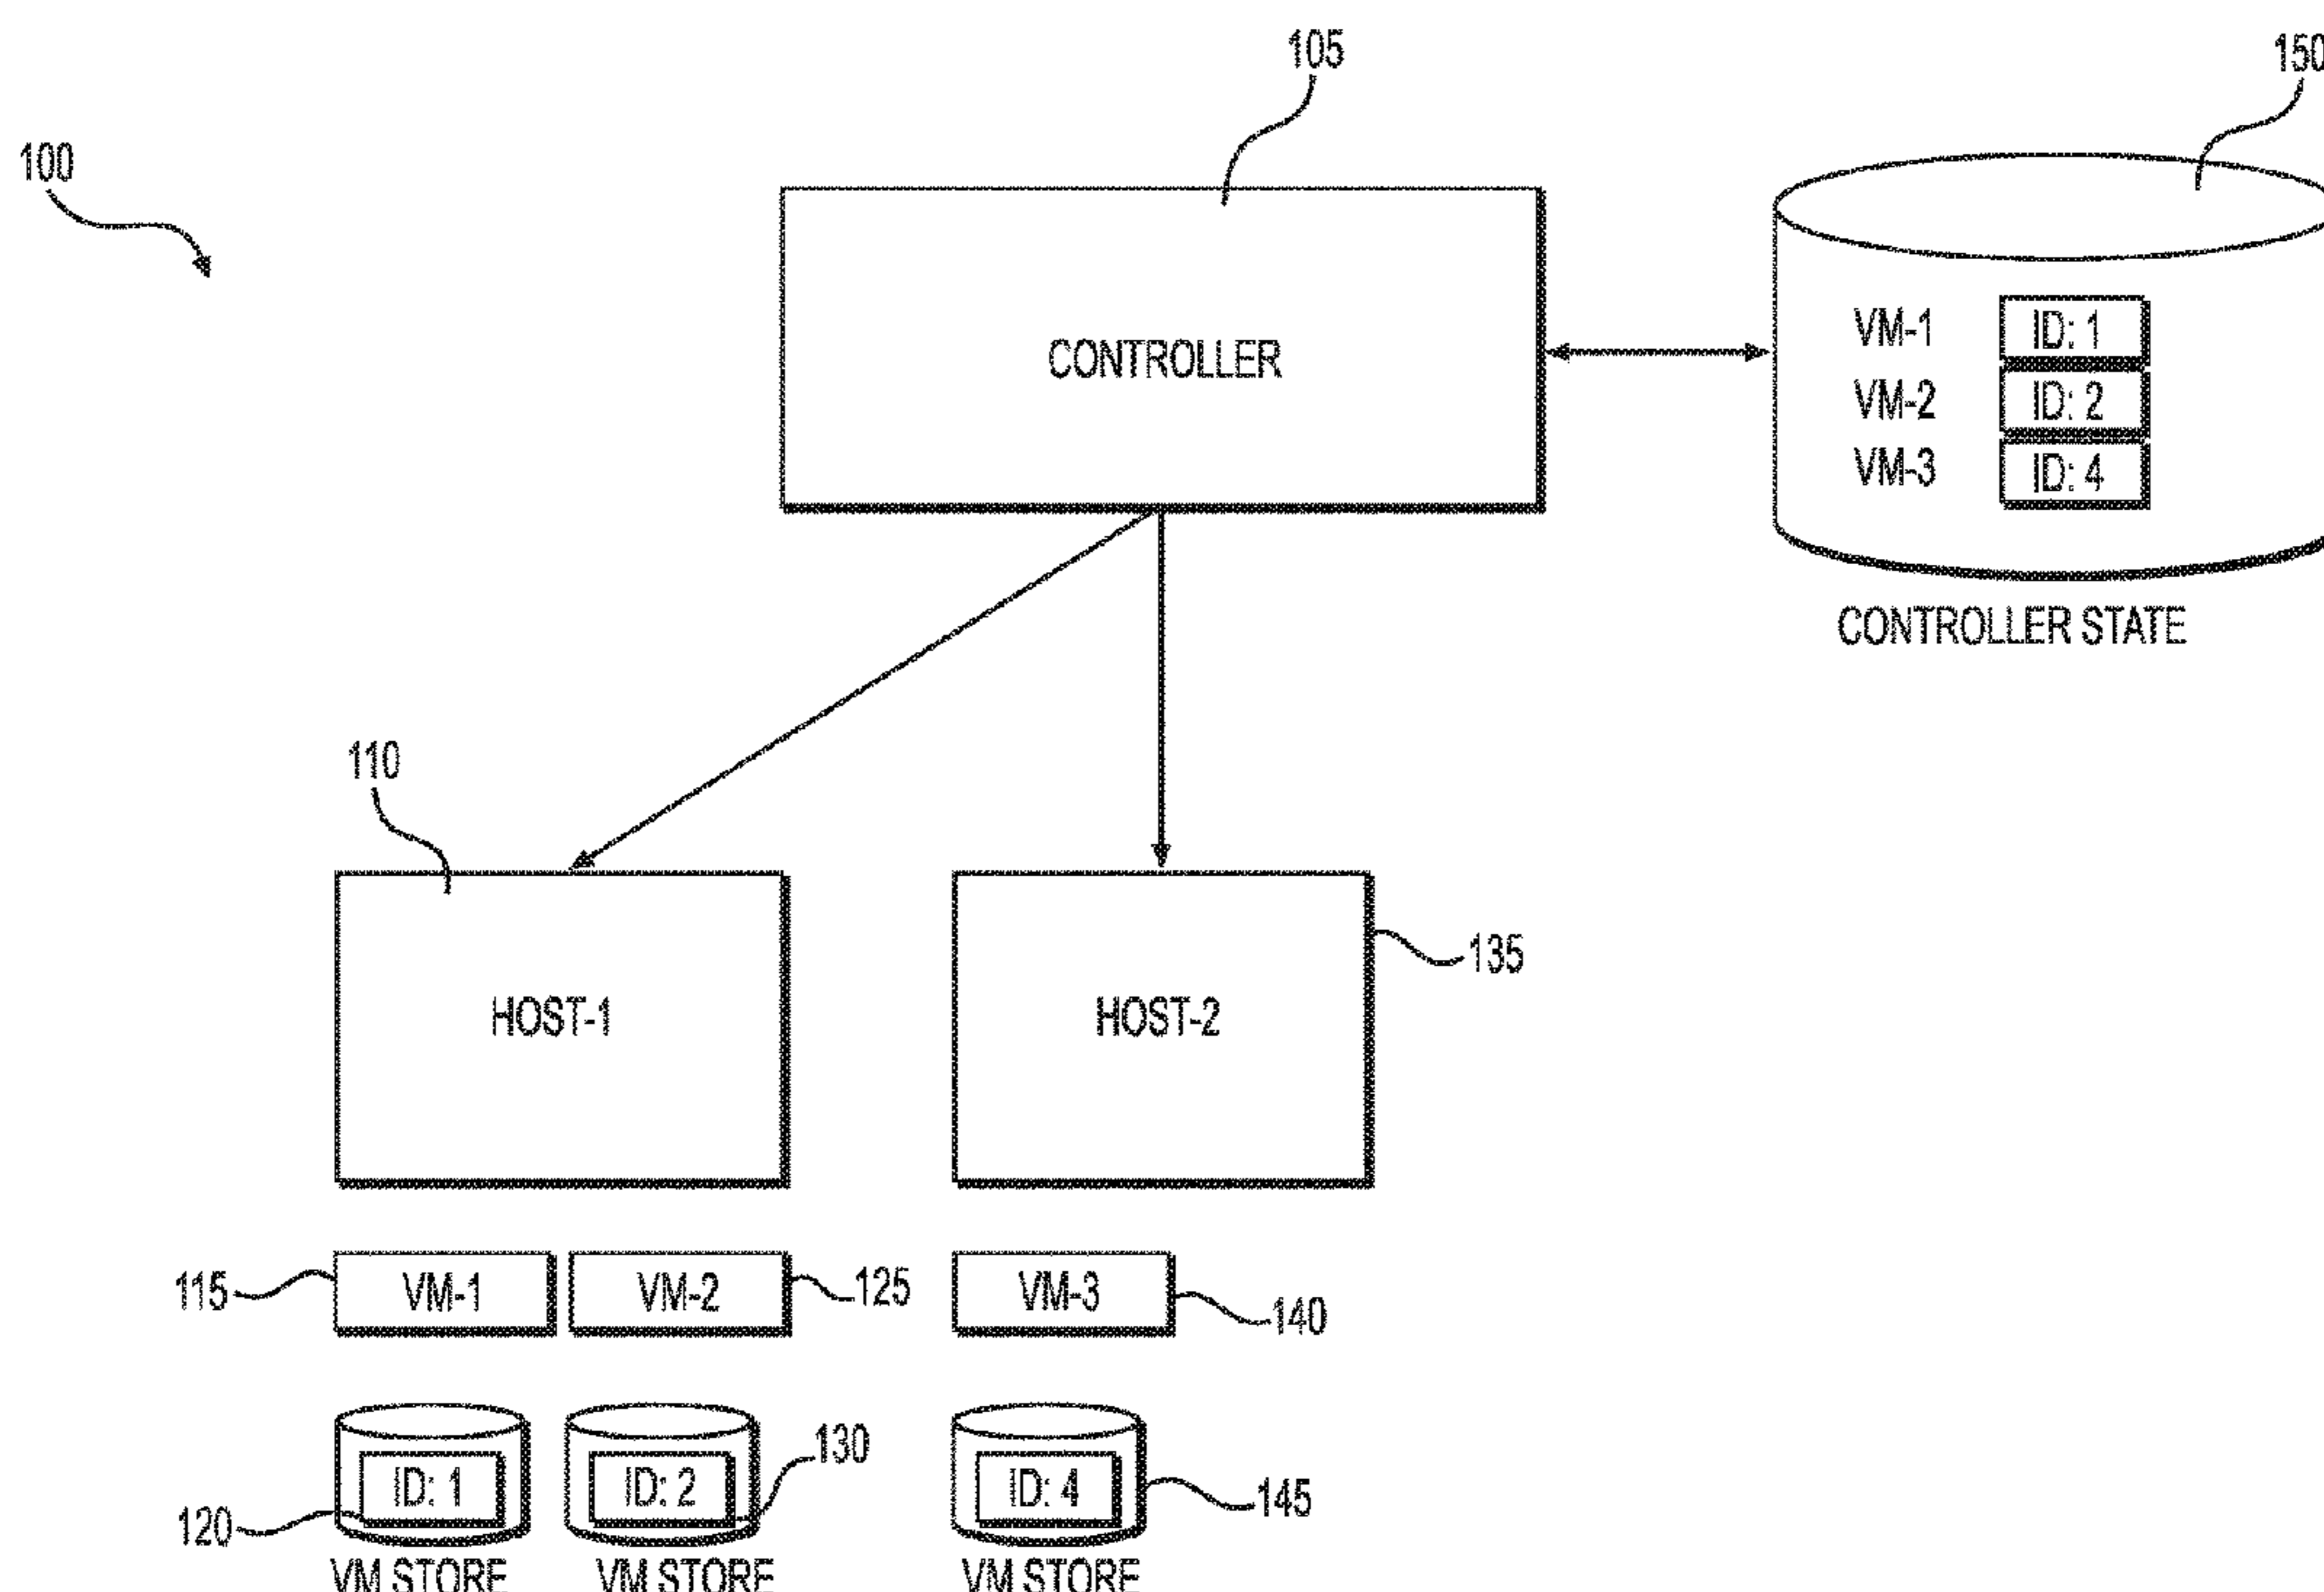 105
150
100
CONTROLLER
VM-1 ID: 1
VM-2 ID: 2
VM-3 ID: 4
CONTROLLER STATE
110
HOST-1
HOST-2
135
115
VM-1
VM-2
125
VM-3
140
ID: 1
ID: 2
130
ID: 4
145
120
VM STORE
VM STORE
VM STORE